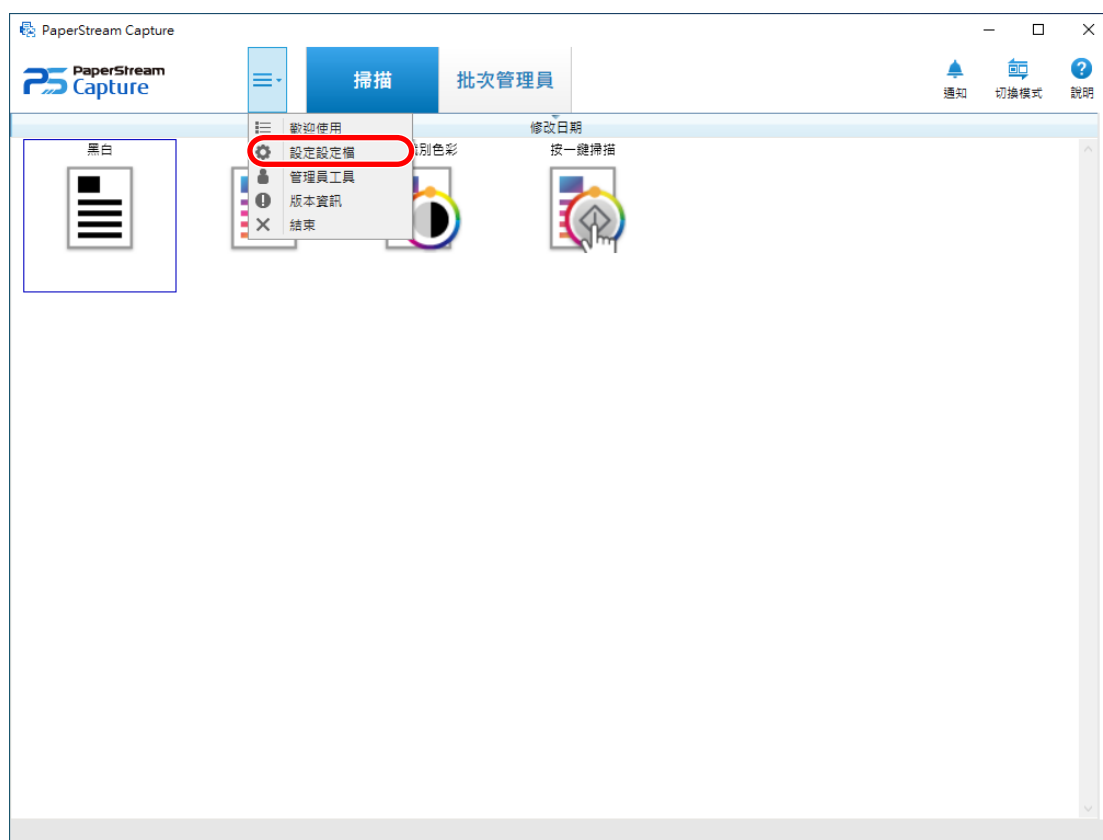 PaperStream Capture
PaperStream
Capture
掃描
批次管理員
通知
切換模式
說明
修改日期
歡迎使用
設定設定檔
管理員工具
版本資訊
結束
黑白
別色彩
按一鍵掃描